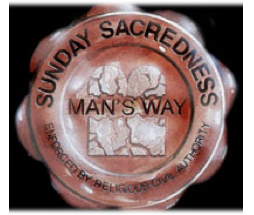 SUNDAY SACREDNESS
MAN'S WAY
ENFORCED BY RELIGIOUS CIVIL AUTHORITY